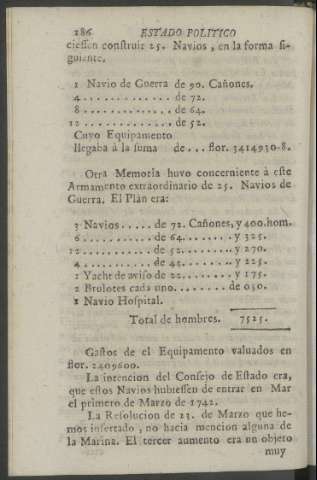 286 ESTADO POLITICO
ciessen construir 25. Navios, en la forma si-
guiente.
1 Navio de Guerra de 90. Cañones.
4 . . . . . . . . . . . . . . . de 72.
8 . . . . . . . . . . . . . . . de 64.
12 . . . . . . . . . . . . . . de 52.
Cuyo Equipamento
llegaba à la suma de . . . flor. 3414930-8.
Otra Memoria huvo concerniente à este
Armamento extraordinario de 25. Navios de
Guerra. El Plan era:
3 Navios . . . . . de 72. Cañones, y 400. hom.
6 . . . . . . . . . . . de 64. . . . . . . . y 325.
12 . . . . . . . . . . de 52. . . . . . . . y 270.
4 . . . . . . . . . . . de 42. . . . . . . . y 225.
1 Yacht de aviso de 22. . . . . . . . y 175.
2 Brulotes cada uno. . . . . . . . de 050.
1 Navio Hospital.
Total de hombres. 7525.
Gastos de el Equipamento valuados en
flor. 2409600.
La intencion del Consejo de Estado era,
que estos Navios hubiessen de entrar en Mar
el primero de Marzo de 1742.
La Resolucion de 23. de Marzo que he-
mos insertado, no hacia mencion alguna de
la Marina. El tercer aumento era un objeto
muy